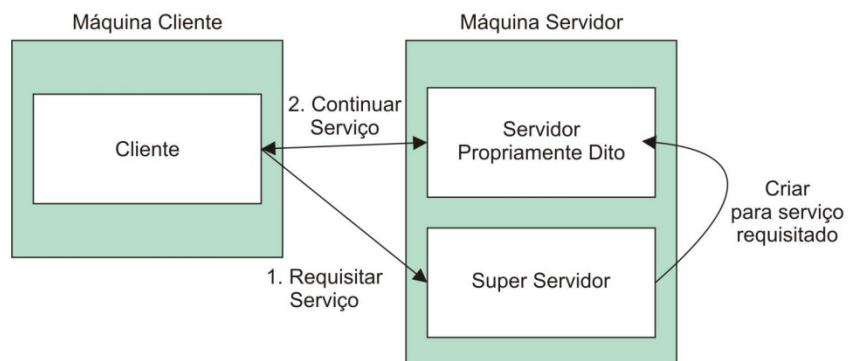 Máquina Cliente
Máquina Servidor
Cliente
2. Continuar
Serviço
Servidor
Propriamente Dito
Criar
para serviço
requisitado
1. Requisitar
Serviço
Super Servidor